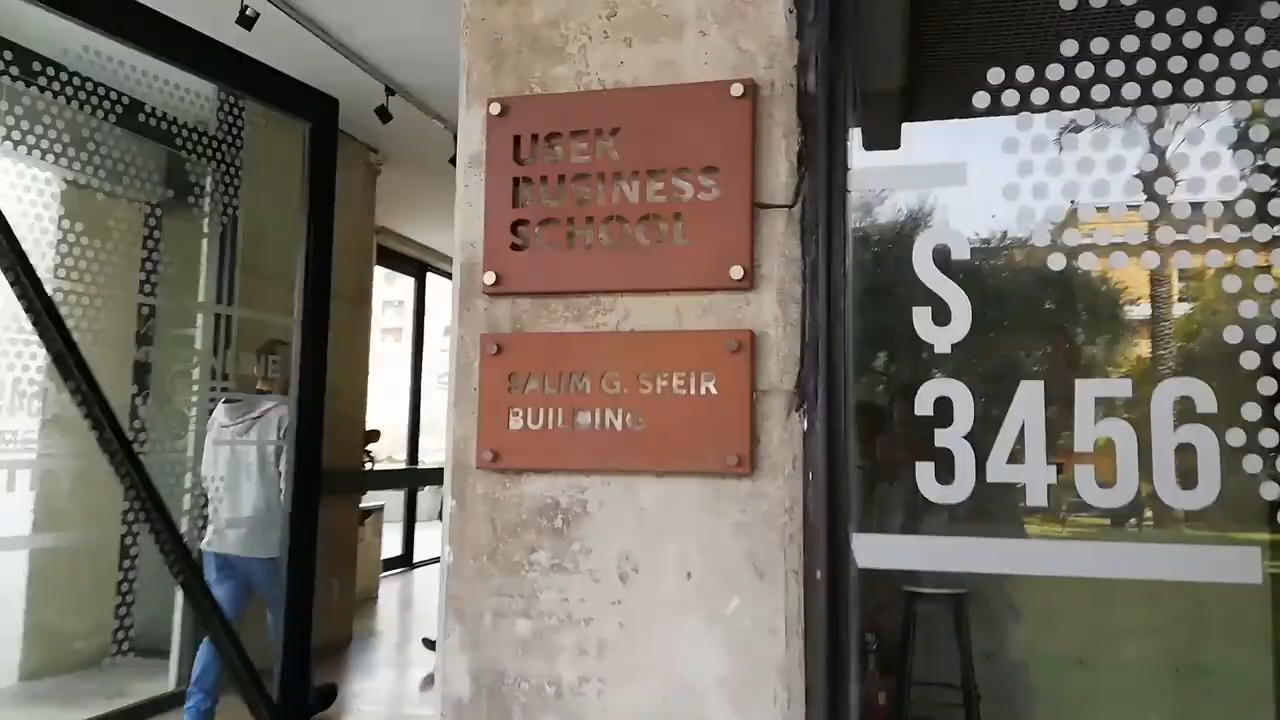 USEK
BUSINESS
SCHOOL
SALIM G. SFEIR
BUILDING
$
3456